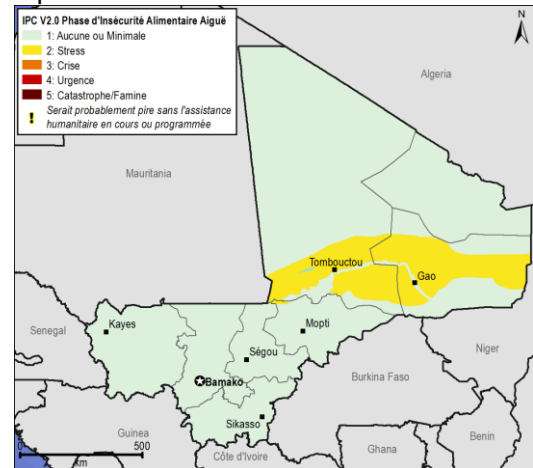 IPC V2.0 Phase d'Insécurité Alimentaire Aiguë
1: Aucune ou Minimale
2: Stress
3: Crise
4: Urgence
5: Catastrophe/Famine
! Serait probablement pire sans l'assistance
humanitaire en cours ou programmée
N
Algeria
Mauritania
Tombouctou
Gao
Kayes
Mopti
Senegal
Ségou
Niger
Bamako
Burkina Faso
Sikasso
Guinea
Benin
0 500
km
Côte d'Ivoire
Ghana